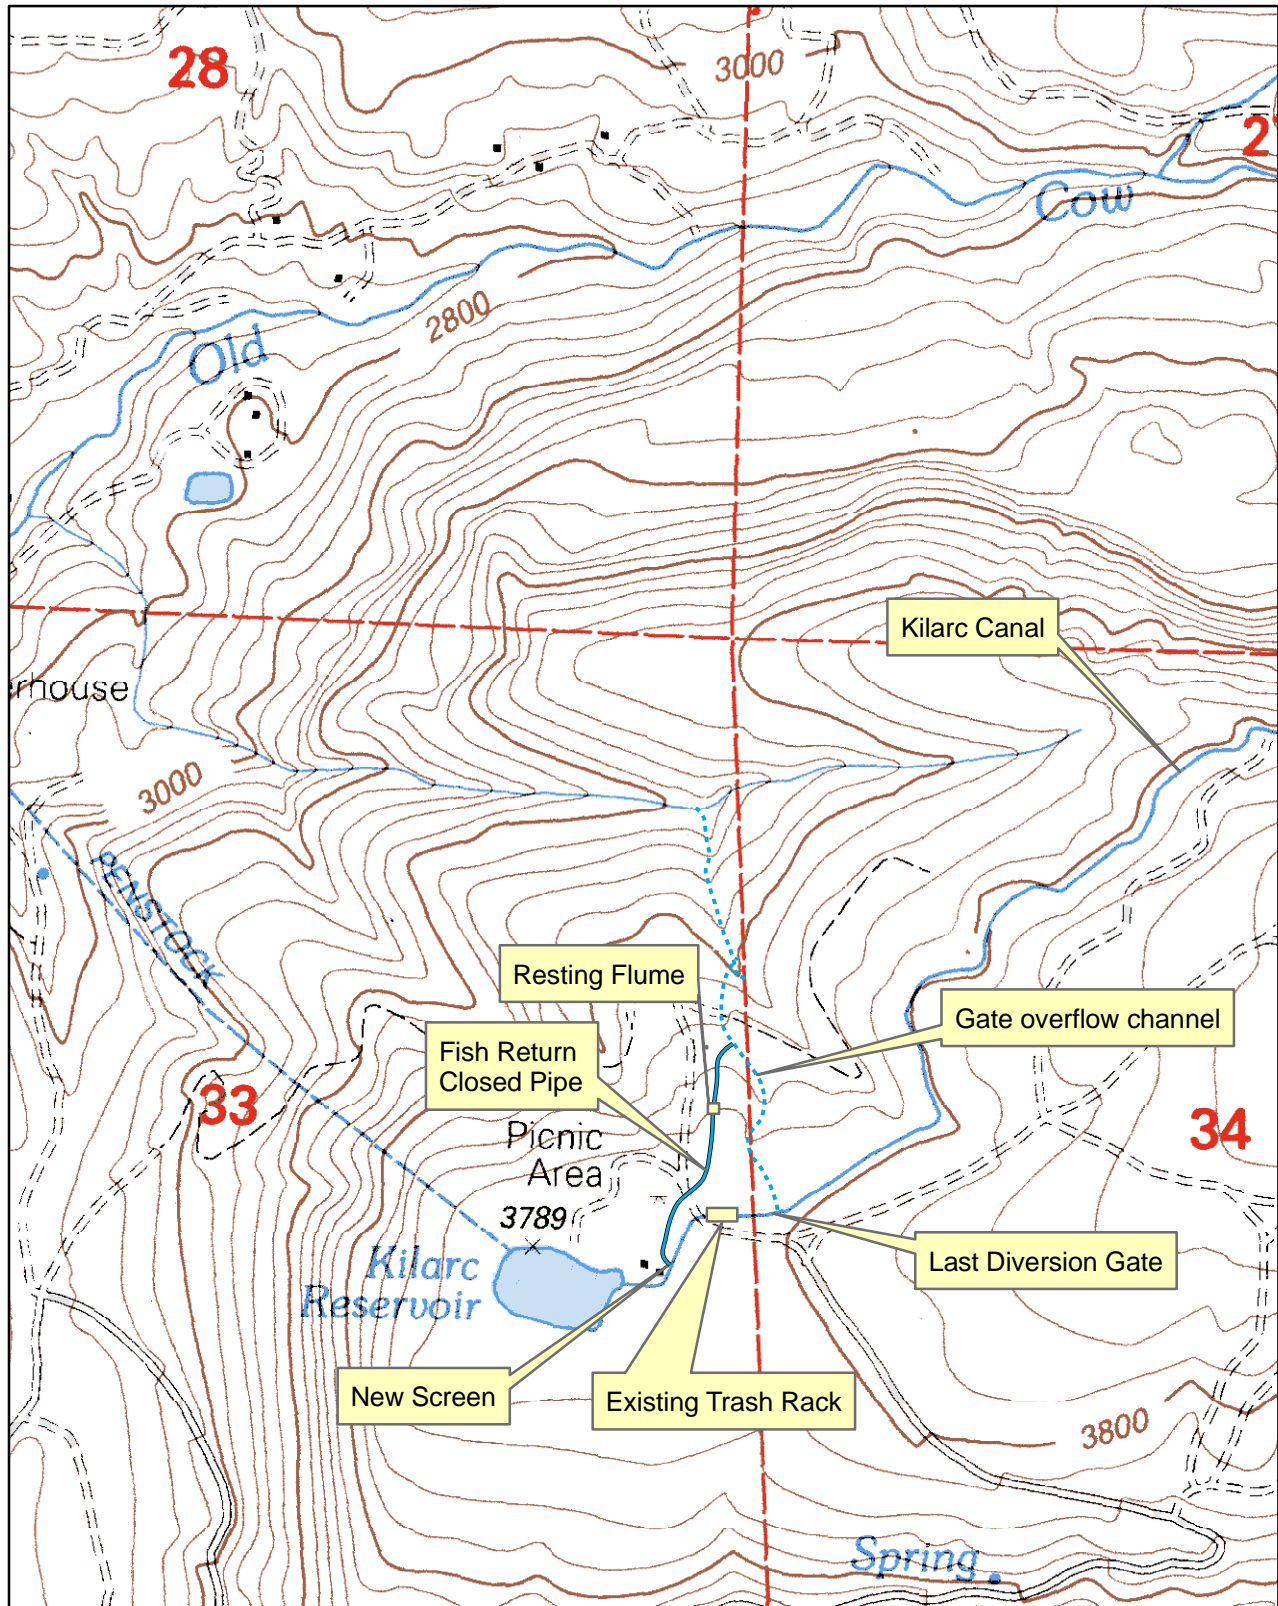 28
3000
2
Cow
2800
Old
Kilarc Canal
erhouse
3000
PENSTOCK
Resting Flume
Gate overflow channel
Fish Return
Closed Pipe
33
34
Picnic
Area
3789
Kilarc
Reservoir
Last Diversion Gate
New Screen
Existing Trash Rack
3800
Spring